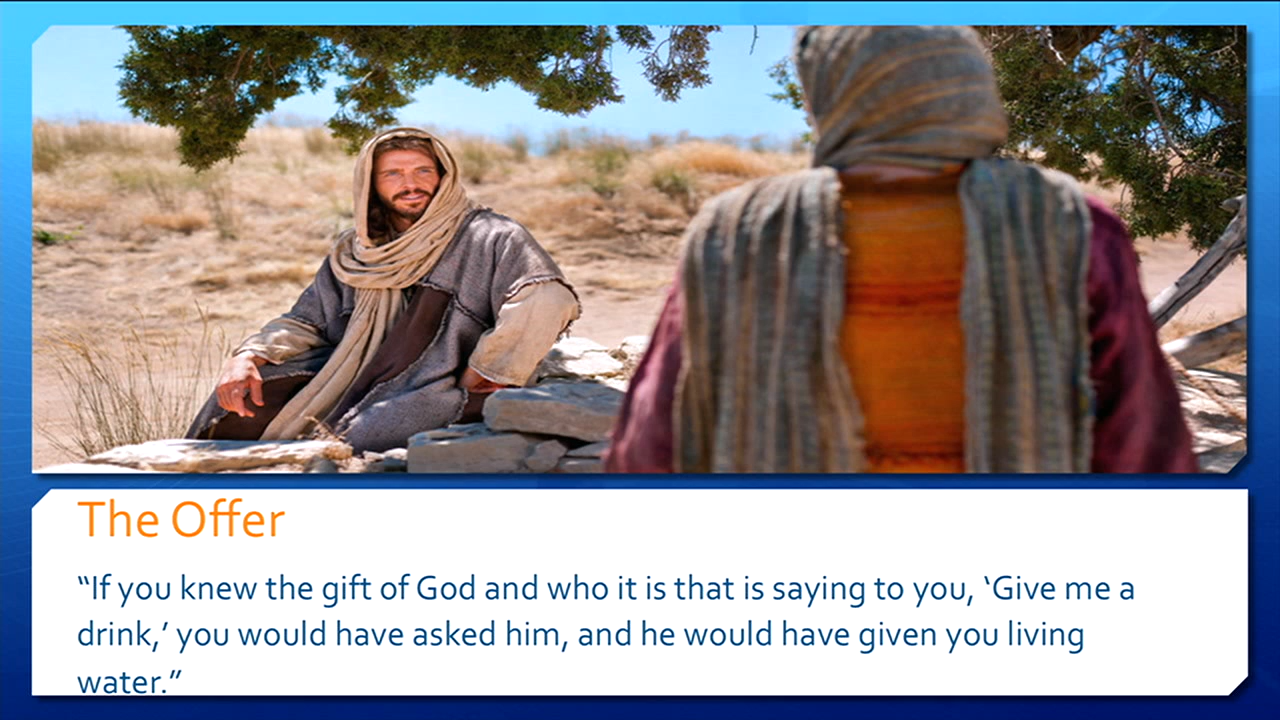 The Offer
“If you knew the gift of God and who it is that is saying to you, ‘Give me a
drink,’ you would have asked him, and he would have given you living
water.”